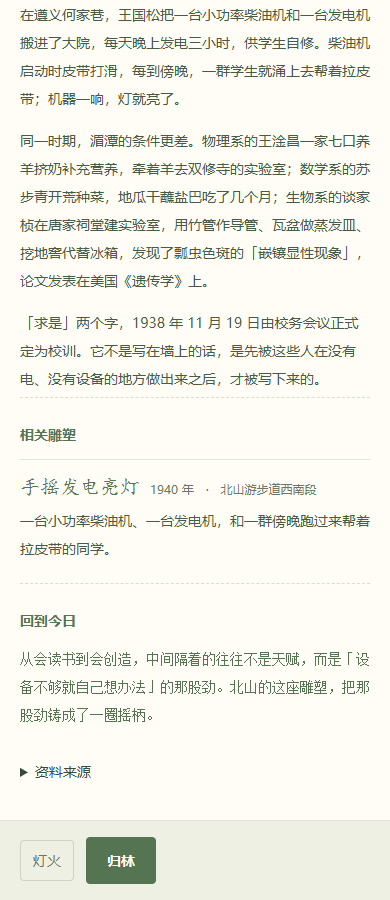 在遵义何家巷，王国松把一台小功率柴油机和一台发电机
搬进了大院，每天晚上发电三小时，供学生自修。柴油机
启动时皮带打滑，每到傍晚，一群学生就涌上去帮着拉皮
带；机器一响，灯就亮了。
同一时期，湄潭的条件更差。物理系的王淦昌一家七口养
羊挤奶补充营养，牵着羊去双修寺的实验室；数学系的苏
步青开荒种菜，地瓜干蘸盐巴吃了几个月；生物系的谈家
桢在唐家祠堂建实验室，用竹管作导管、瓦盆做蒸发皿、
挖地窖代替冰箱，发现了瓢虫色斑的「嵌镶显性现象」，
论文发表在美国《遗传学》上。
「求是」两个字，1938 年 11 月 19 日由校务会议正式
定为校训。它不是写在墙上的话，是先被这些人在没有
电、没有设备的地方做出来之后，才被写下来的。
相关雕塑
手摇发电亮灯 1940 年 · 北山游步道西南段
一台小功率柴油机、一台发电机，和一群傍晚跑过来帮着
拉皮带的同学。
回到今日
从会读书到会创造，中间隔着的往往不是天赋，而是「设
备不够就自己想办法」的那股劲。北山的这座雕塑，把那
股劲铸成了一圈摇柄。
▶ 资料来源
灯火 归林